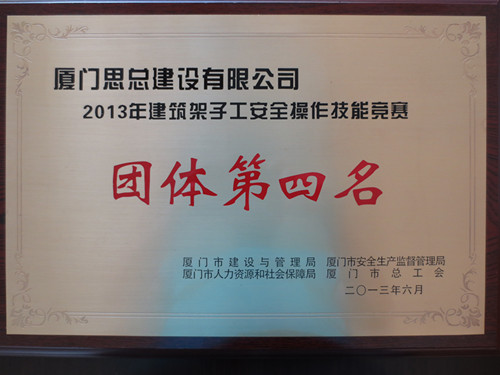 厦门思总建设有限公司
2013年建筑架子工安全操作技能竞赛
团体第四名
厦门市建设与管理局 厦门市安全生产监督管理局
厦门市人力资源和社会保障局 厦门市总工会
二〇一三年六月